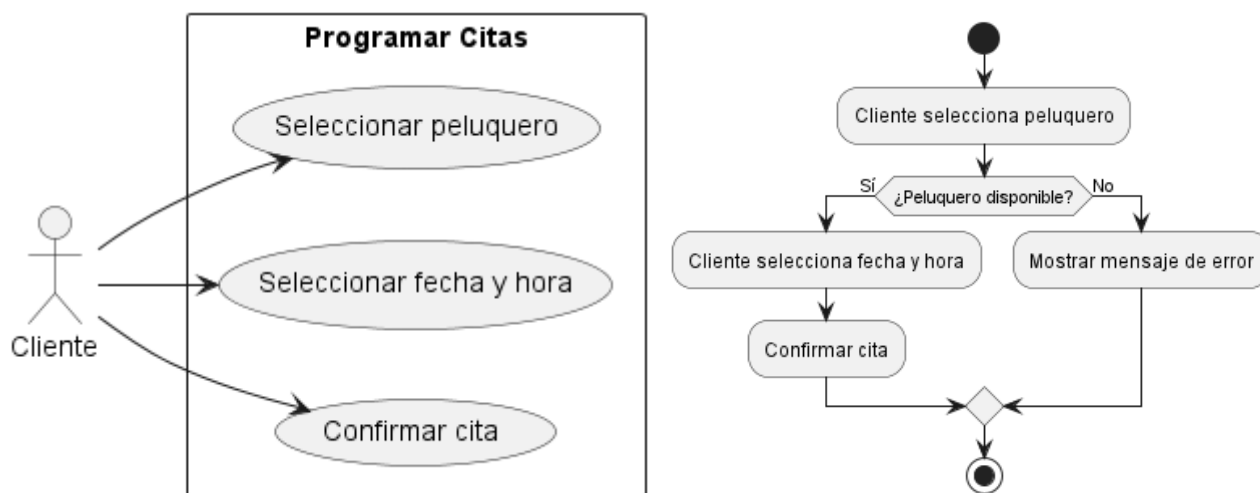 Programar Citas
Seleccionar peluquero
Seleccionar fecha y hora
Confirmar cita
Cliente
Cliente selecciona peluquero
Sí
¿Peluquero disponible?
No
Cliente selecciona fecha y hora
Mostrar mensaje de error
Confirmar cita